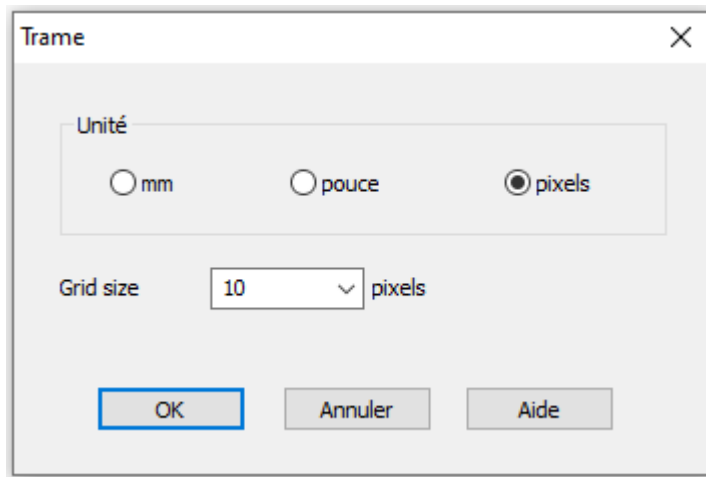 Trame
Unité
mm pouce pixels
Grid size 10 pixels
OK Annuler Aide